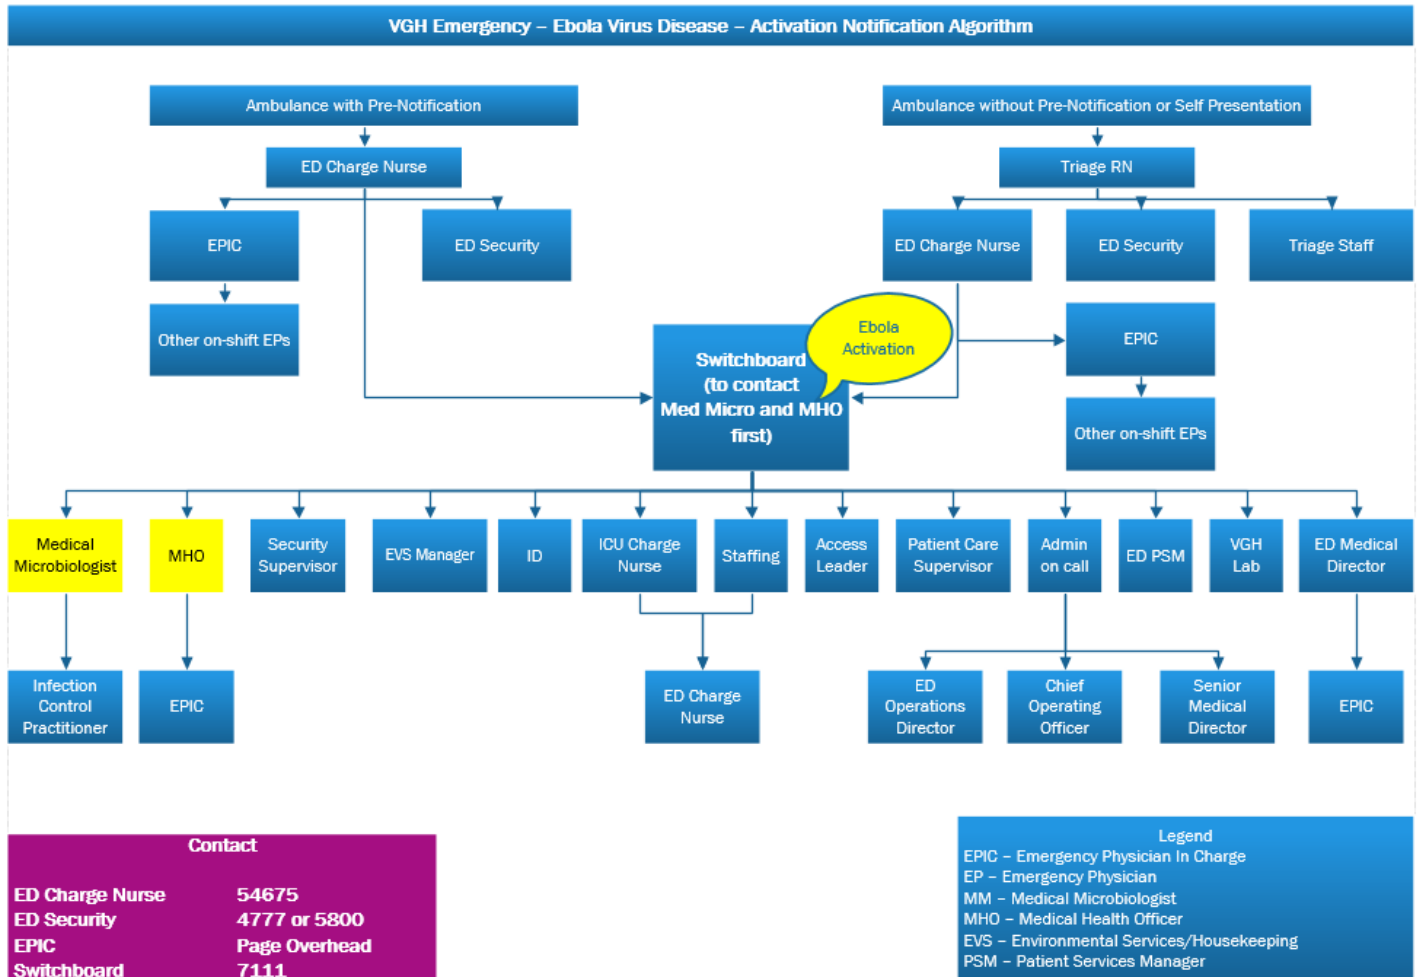 VGH Emergency – Ebola Virus Disease – Activation Notification Algorithm
Ambulance with Pre-Notification
Ambulance without Pre-Notification or Self Presentation
ED Charge Nurse
Triage RN
EPIC
ED Security
ED Charge Nurse
ED Security
Triage Staff
Other on-shift EPs
Ebola
Activation
EPIC
Switchboard
(to contact
Med Micro and MHO
first)
Other on-shift EPs
Medical
Microbiologist
MHO
Security
Supervisor
EVS Manager
ID
ICU Charge
Nurse
Staffing
Access
Leader
Patient Care
Supervisor
Admin
on call
ED PSM
VGH
Lab
ED Medical
Director
Infection
Control
Practitioner
EPIC
ED Charge
Nurse
ED
Operations
Director
Chief
Operating
Officer
Senior
Medical
Director
EPIC
Contact
ED Charge Nurse 54675
ED Security 4777 or 5800
EPIC Page Overhead
Switchboard 7111
Legend
EPIC – Emergency Physician In Charge
EP – Emergency Physician
MM – Medical Microbiologist
MHO – Medical Health Officer
EVS – Environmental Services/Housekeeping
PSM – Patient Services Manager